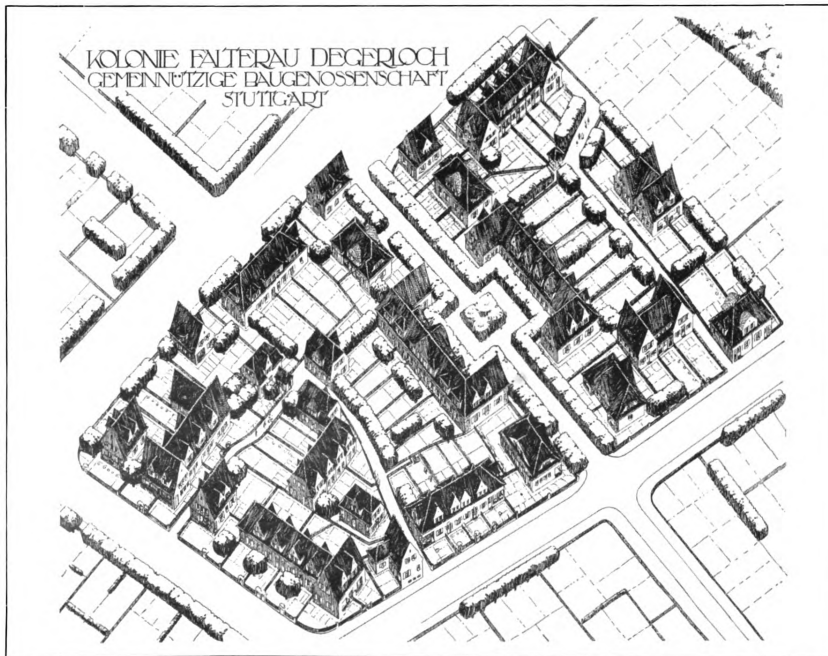 KOLONIE FALTERAU DEGERLOCH
GEMEINNÜTZIGE BAUGENOSSENSCHAFT
STUTTGART